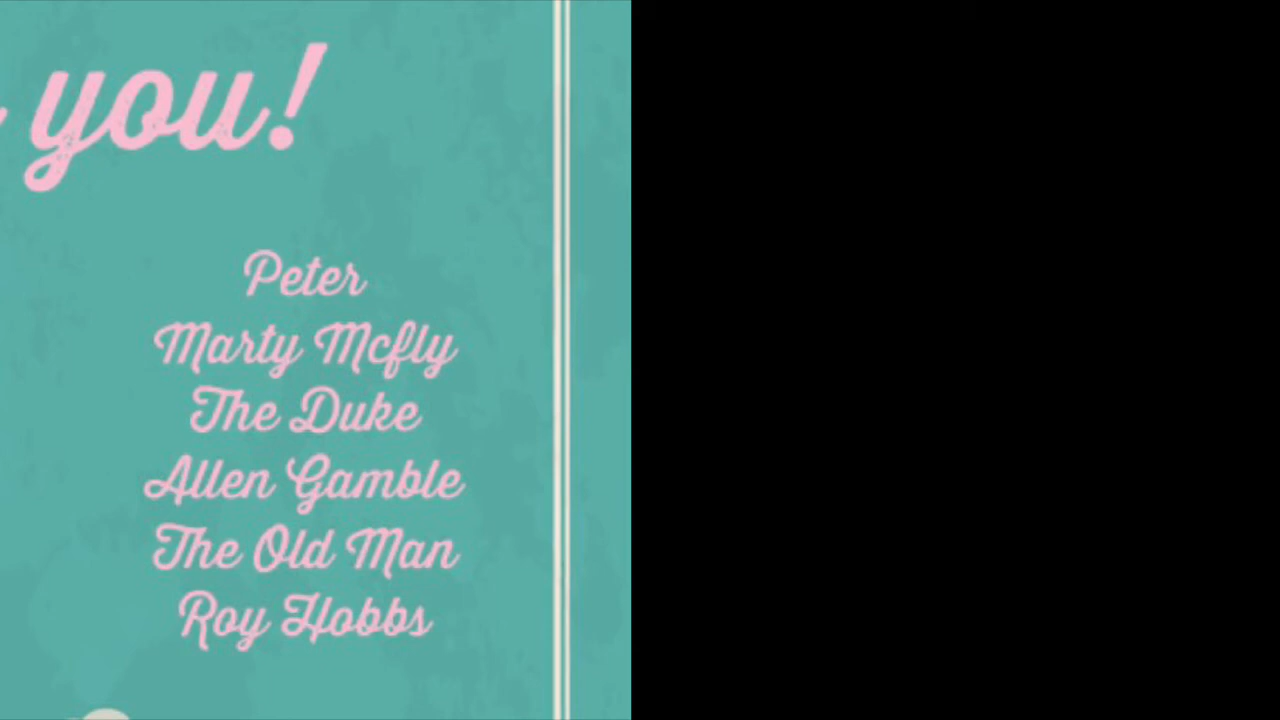 you!
Peter
Marty Mcfly
The Duke
Allen Gamble
The Old Man
Roy Hobbs